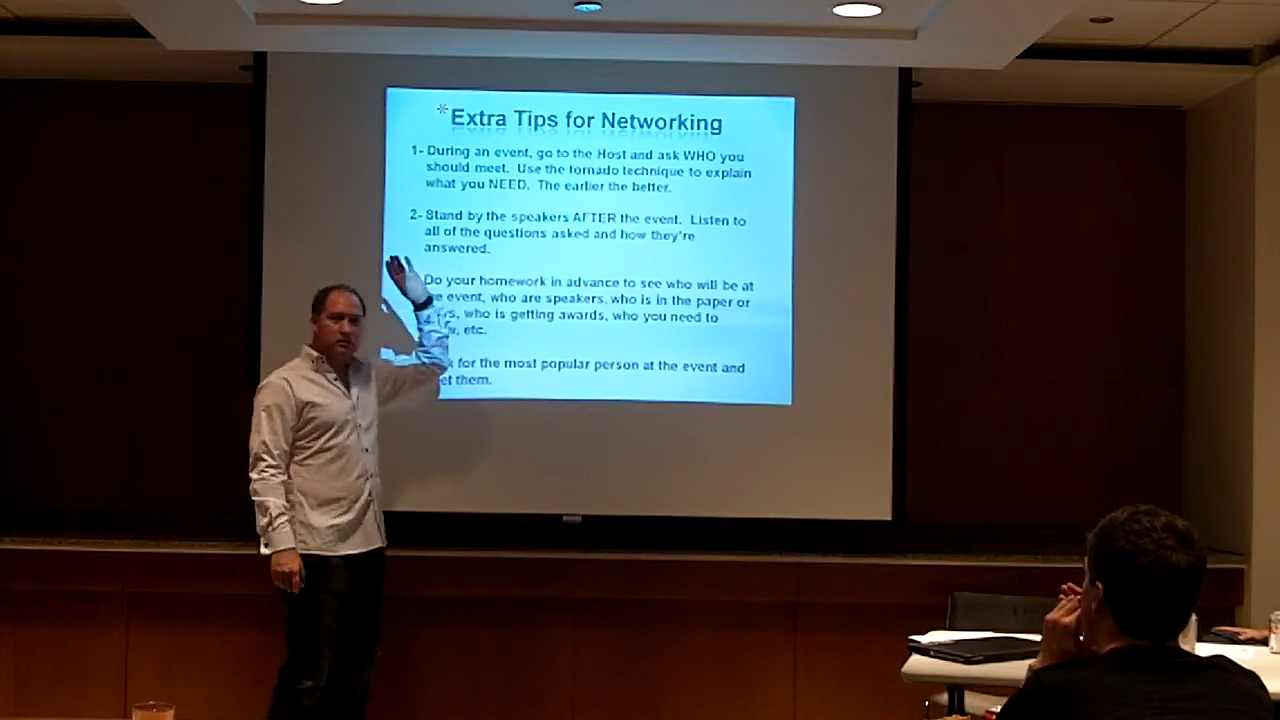 *Extra Tips for Networking
1- During an event, go to the Host and ask WHO you
should meet. Use the tornado technique to explain
what you NEED. The earlier the better.
2- Stand by the speakers AFTER the event. Listen to
all of the questions asked and how they're
answered.
Do your homework in advance to see who will be at
event, who are speakers, who is in the paper or
who is getting awards, who you need to
etc.
for the most popular person at the event and
them.